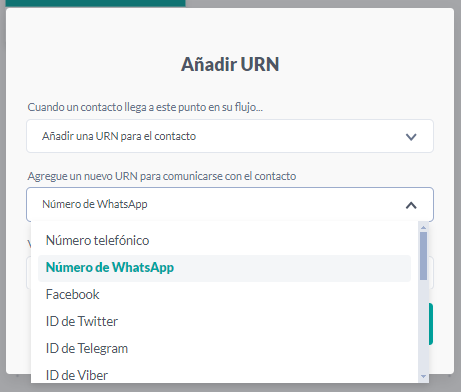 Añadir URN
Cuando un contacto llega a este punto en su flujo...
Añadir una URN para el contacto
Agregue un nuevo URN para comunicarse con el contacto
Número de WhatsApp
Número telefónico
Número de WhatsApp
Facebook
ID de Twitter
ID de Telegram
ID de Viber